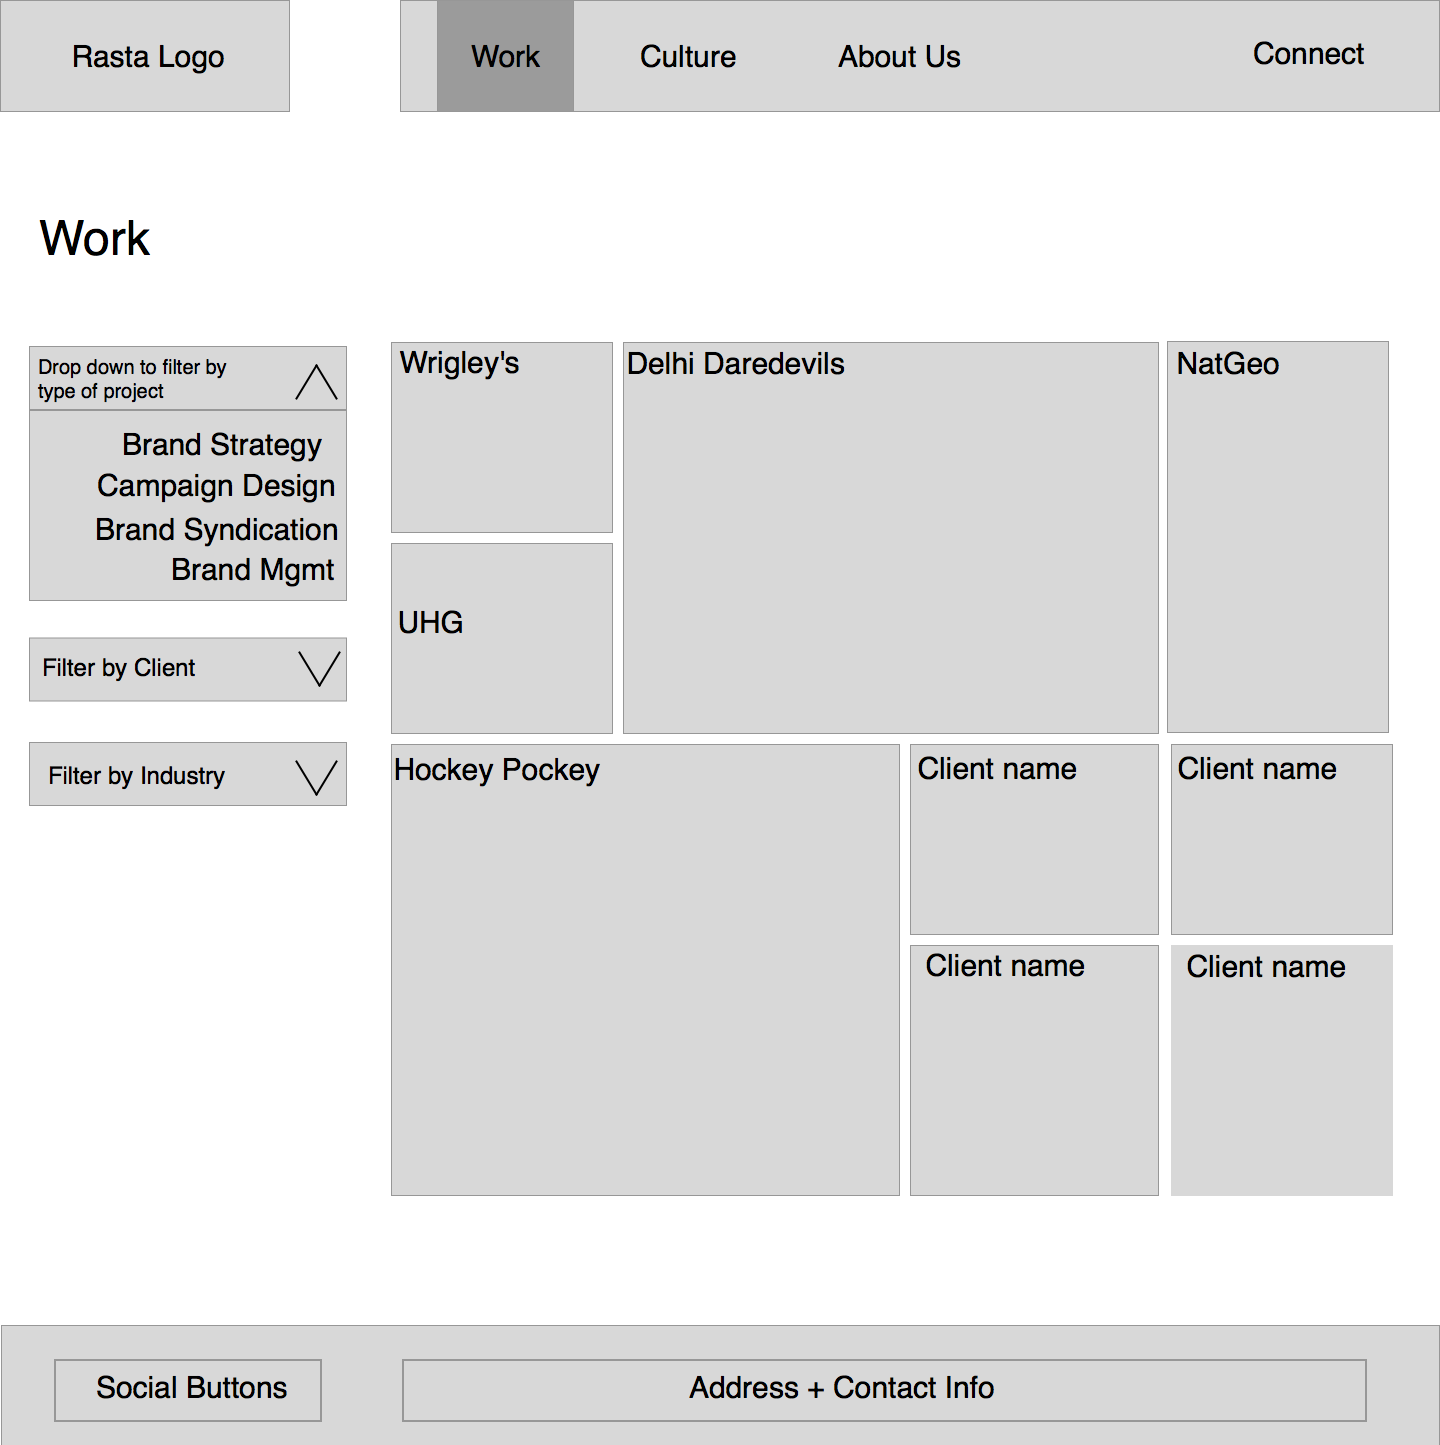 Rasta Logo
Work
Culture
About Us
Connect
Work
Drop down to filter by
type of project
Brand Strategy
Campaign Design
Brand Syndication
Brand Mgmt
Filter by Client
Filter by Industry
Wrigley's
Delhi Daredevils
NatGeo
UHG
Hockey Pockey
Client name
Client name
Client name
Client name
Social Buttons
Address + Contact Info